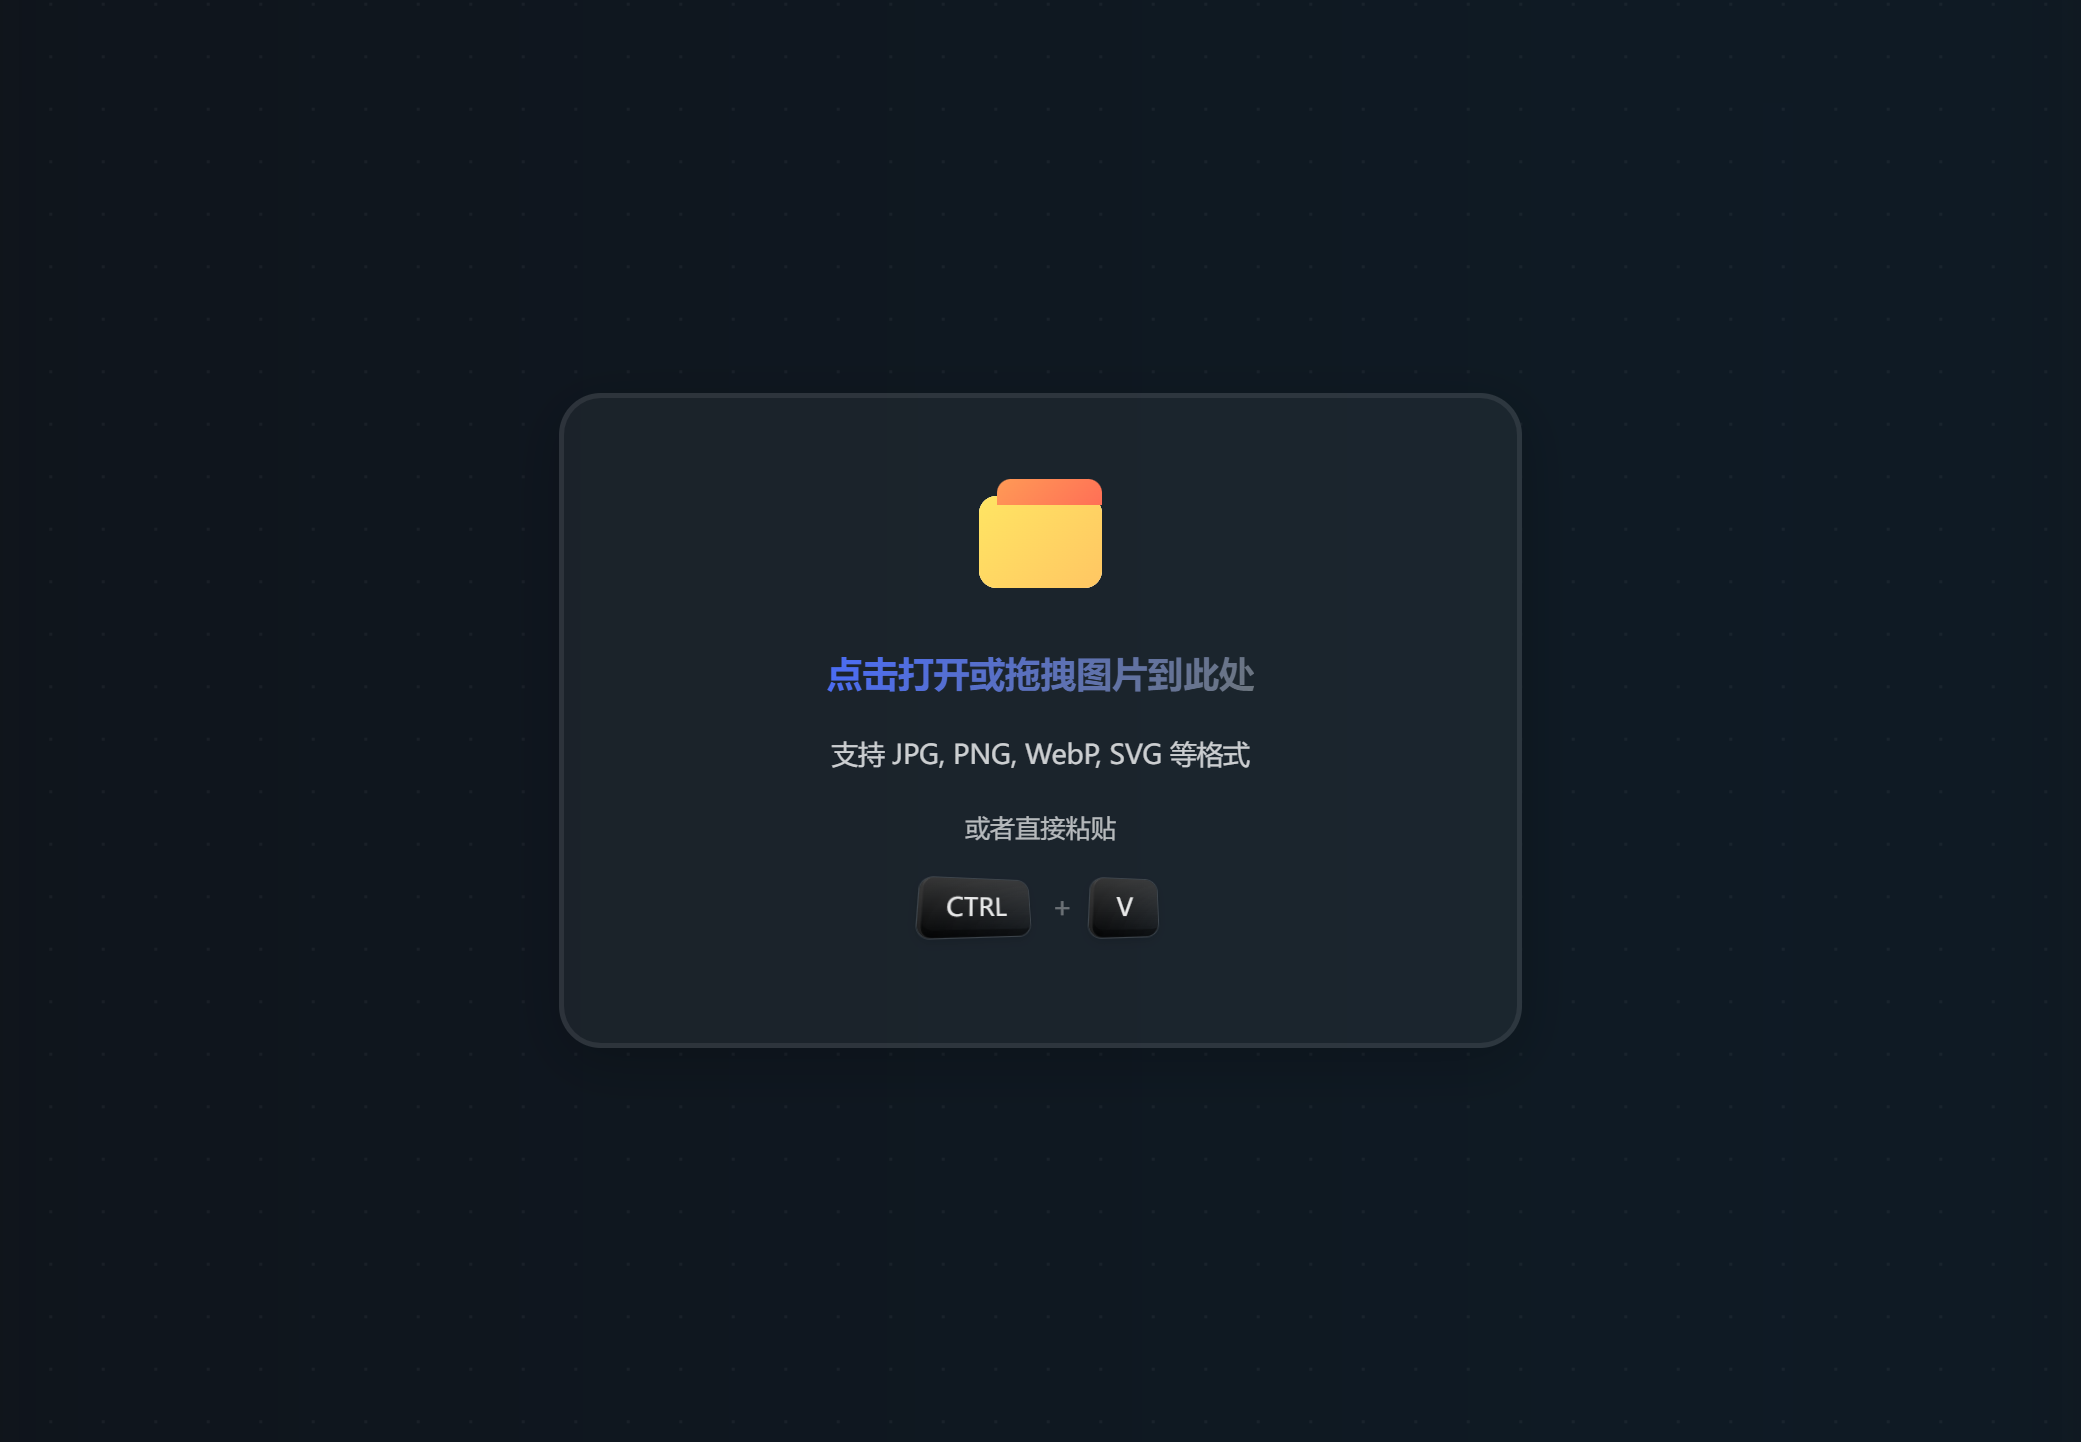 点击打开或拖拽图片到此处
支持 JPG, PNG, WebP, SVG 等格式
或者直接粘贴
CTRL + V